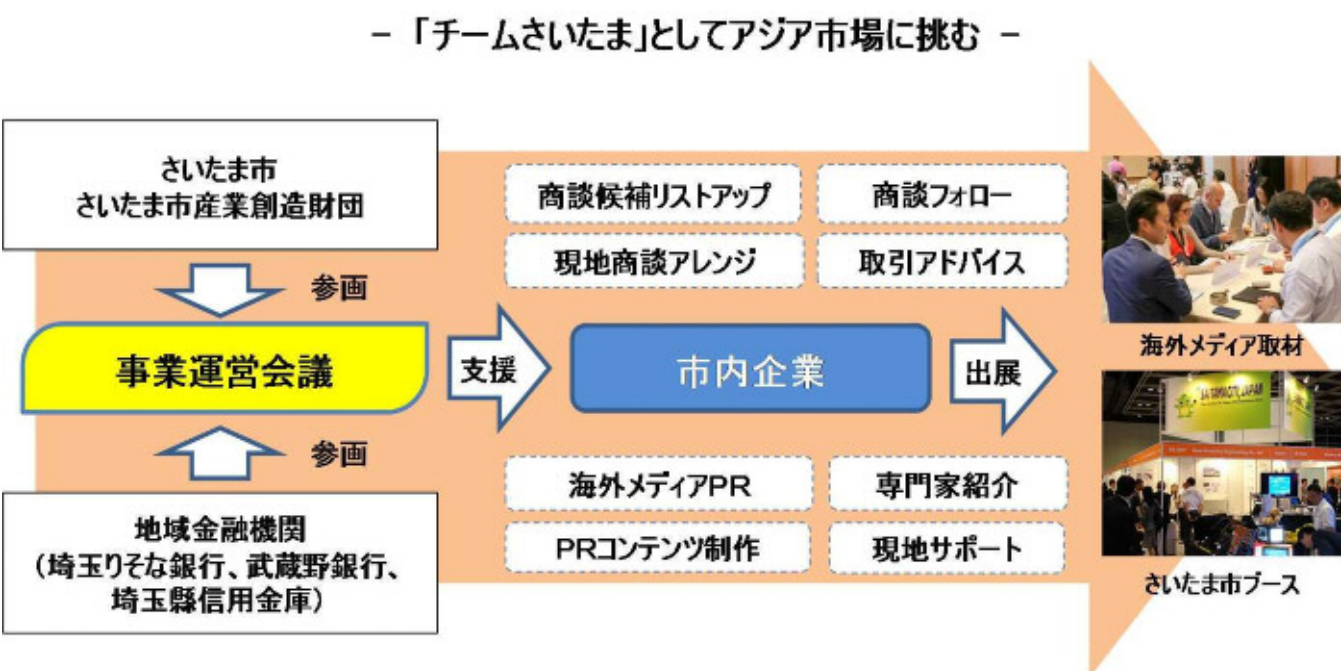 － 「チームさいたま」としてアジア市場に挑む －
さいたま市
さいたま市産業創造財団
参画
事業運営会議
参画
地域金融機関
（埼玉りそな銀行、武蔵野銀行、
埼玉縣信用金庫）
支援
商談候補リストアップ
商談フォロー
現地商談アレンジ
取引アドバイス
市内企業
海外メディアPR
専門家紹介
PRコンテンツ制作
現地サポート
出展
海外メディア取材
SAITAMA CITY, JAPAN
さいたま市ブース